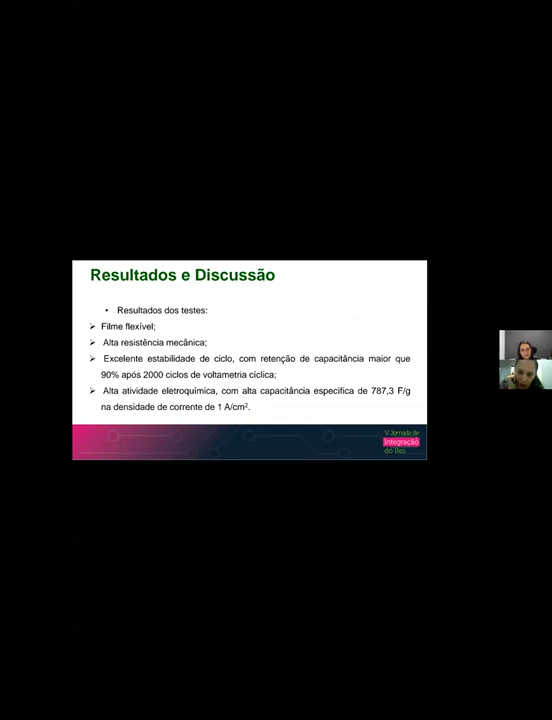 Resultados e Discussão
• Resultados dos testes:
➢ Filme flexível;
➢ Alta resistência mecânica;
➢ Excelente estabilidade de ciclo, com retenção de capacitância maior que
90% após 2000 ciclos de voltametria cíclica;
➢ Alta atividade eletroquímica, com alta capacitância específica de 787,3 F/g
na densidade de corrente de 1 A/cm².
V Jornada de
Integração
do Ifes